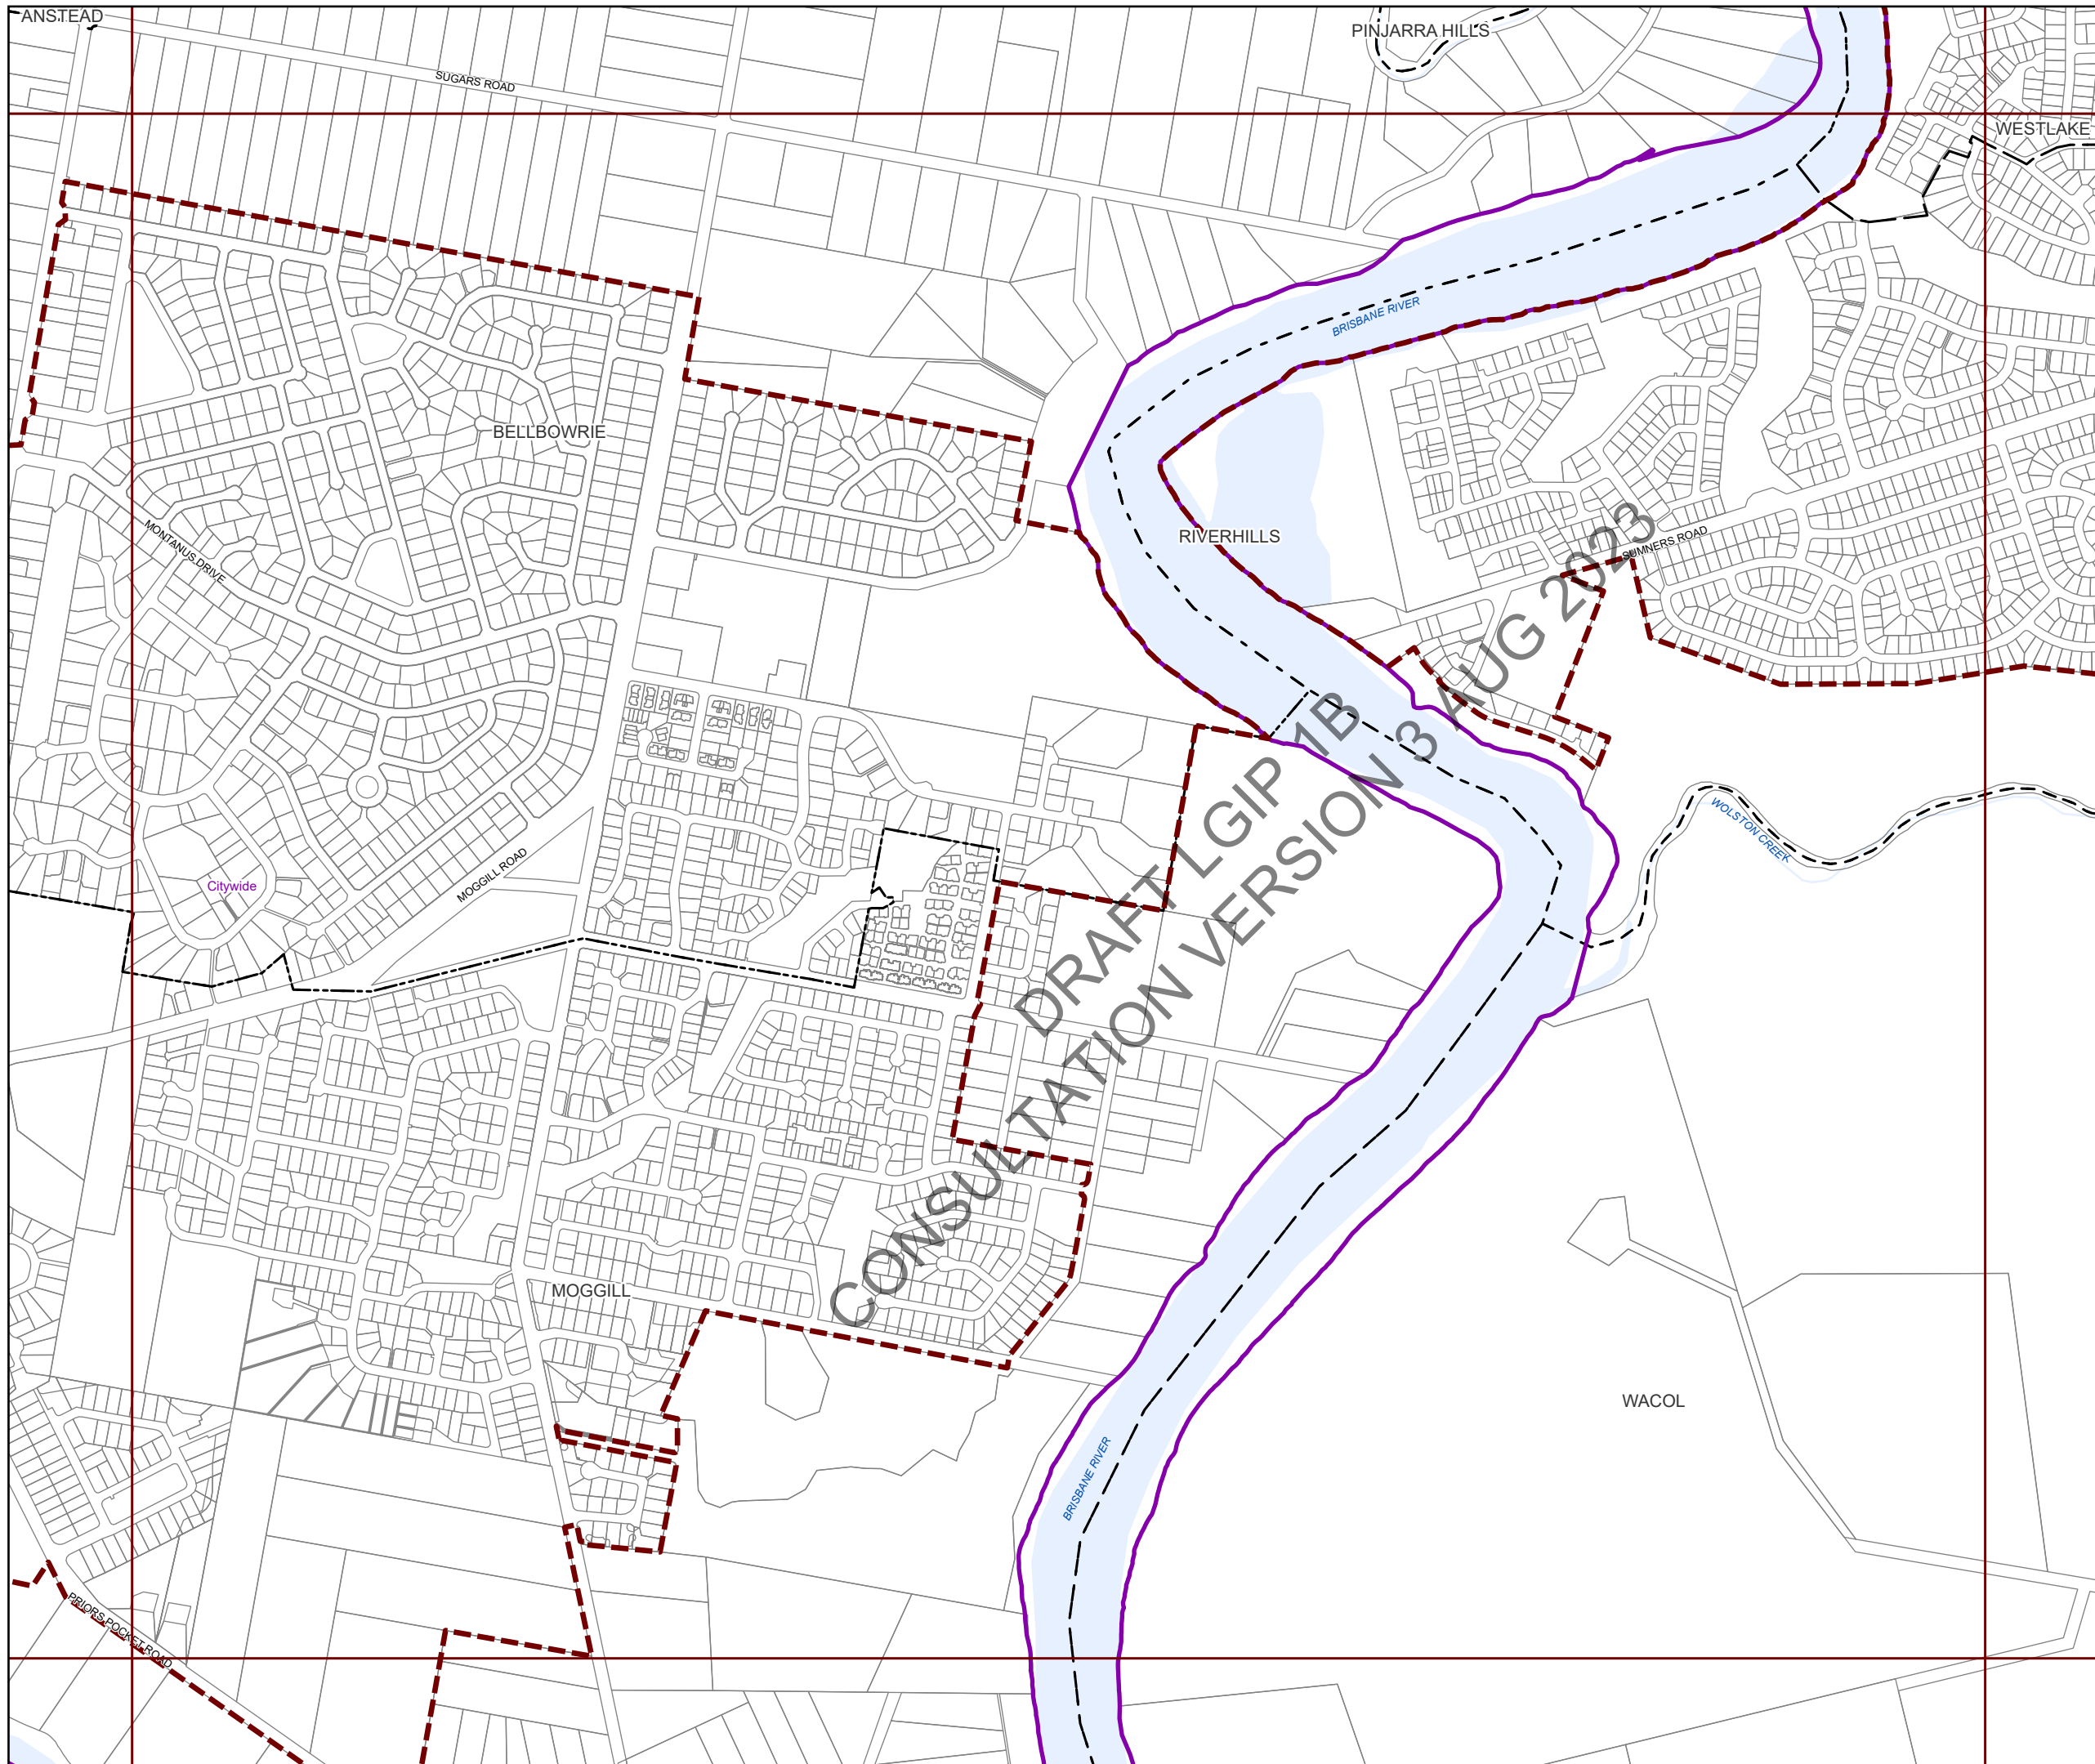 ANSTEAD
PINJARRA HILLS
SUGARS ROAD
WESTLAKE
BRISBANE RIVER
BELLBOWRIE
MONTANUS DRIVE
RIVERHILLS
SUMNERS ROAD
WOLSTON CREEK
MOGGILL ROAD
Citywide
DRAFT LGIP 1B
CONSULTATION VERSION 3 AUG 2023
MOGGILL
WACOL
BRISBANE RIVER
PRIORS POCKET ROAD